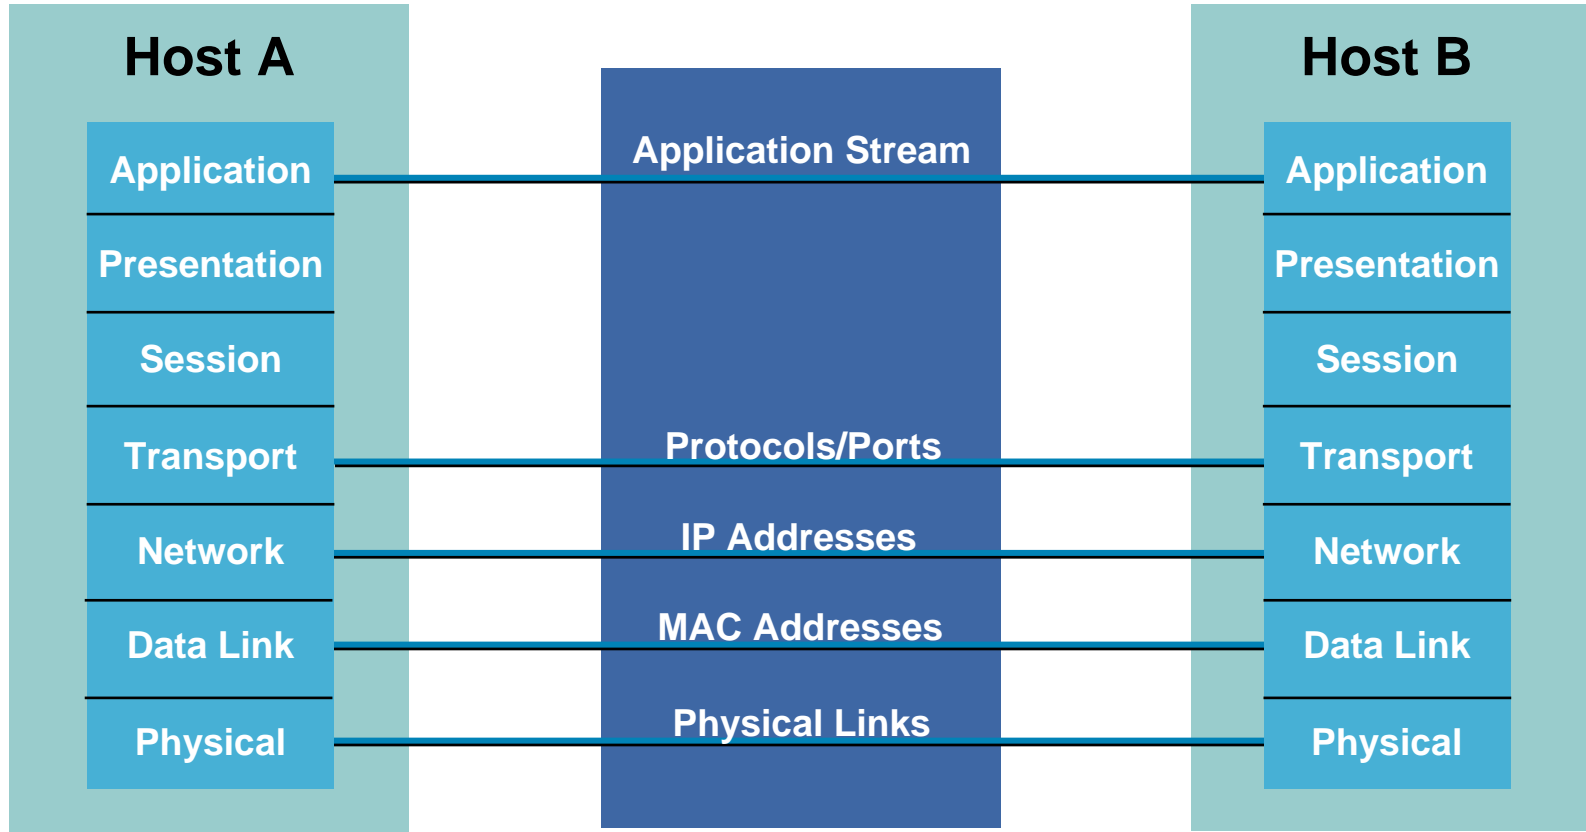 Host A
Host B
Application
Application Stream
Application
Presentation
Presentation
Session
Session
Transport
Protocols/Ports
Transport
Network
IP Addresses
Network
Data Link
MAC Addresses
Data Link
Physical
Physical Links
Physical